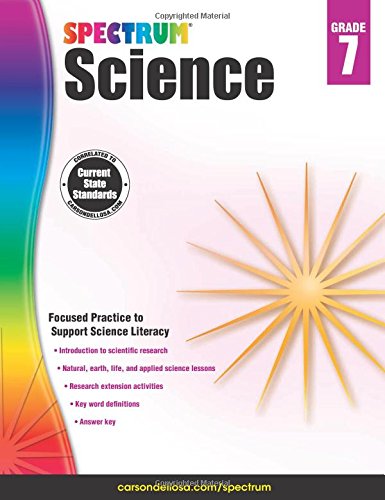 Copyrighted Material
SPECTRUM®
Science
GRADE
7
CORRELATED TO
Current
State
Standards
CARSONDELLOSA.COM
Focused Practice to
Support Science Literacy
• Introduction to scientific research
• Natural, earth, life, and applied science lessons
• Research extension activities
• Key word definitions
• Answer key
carsondellosa.com/spectrum
Copyrighted Material